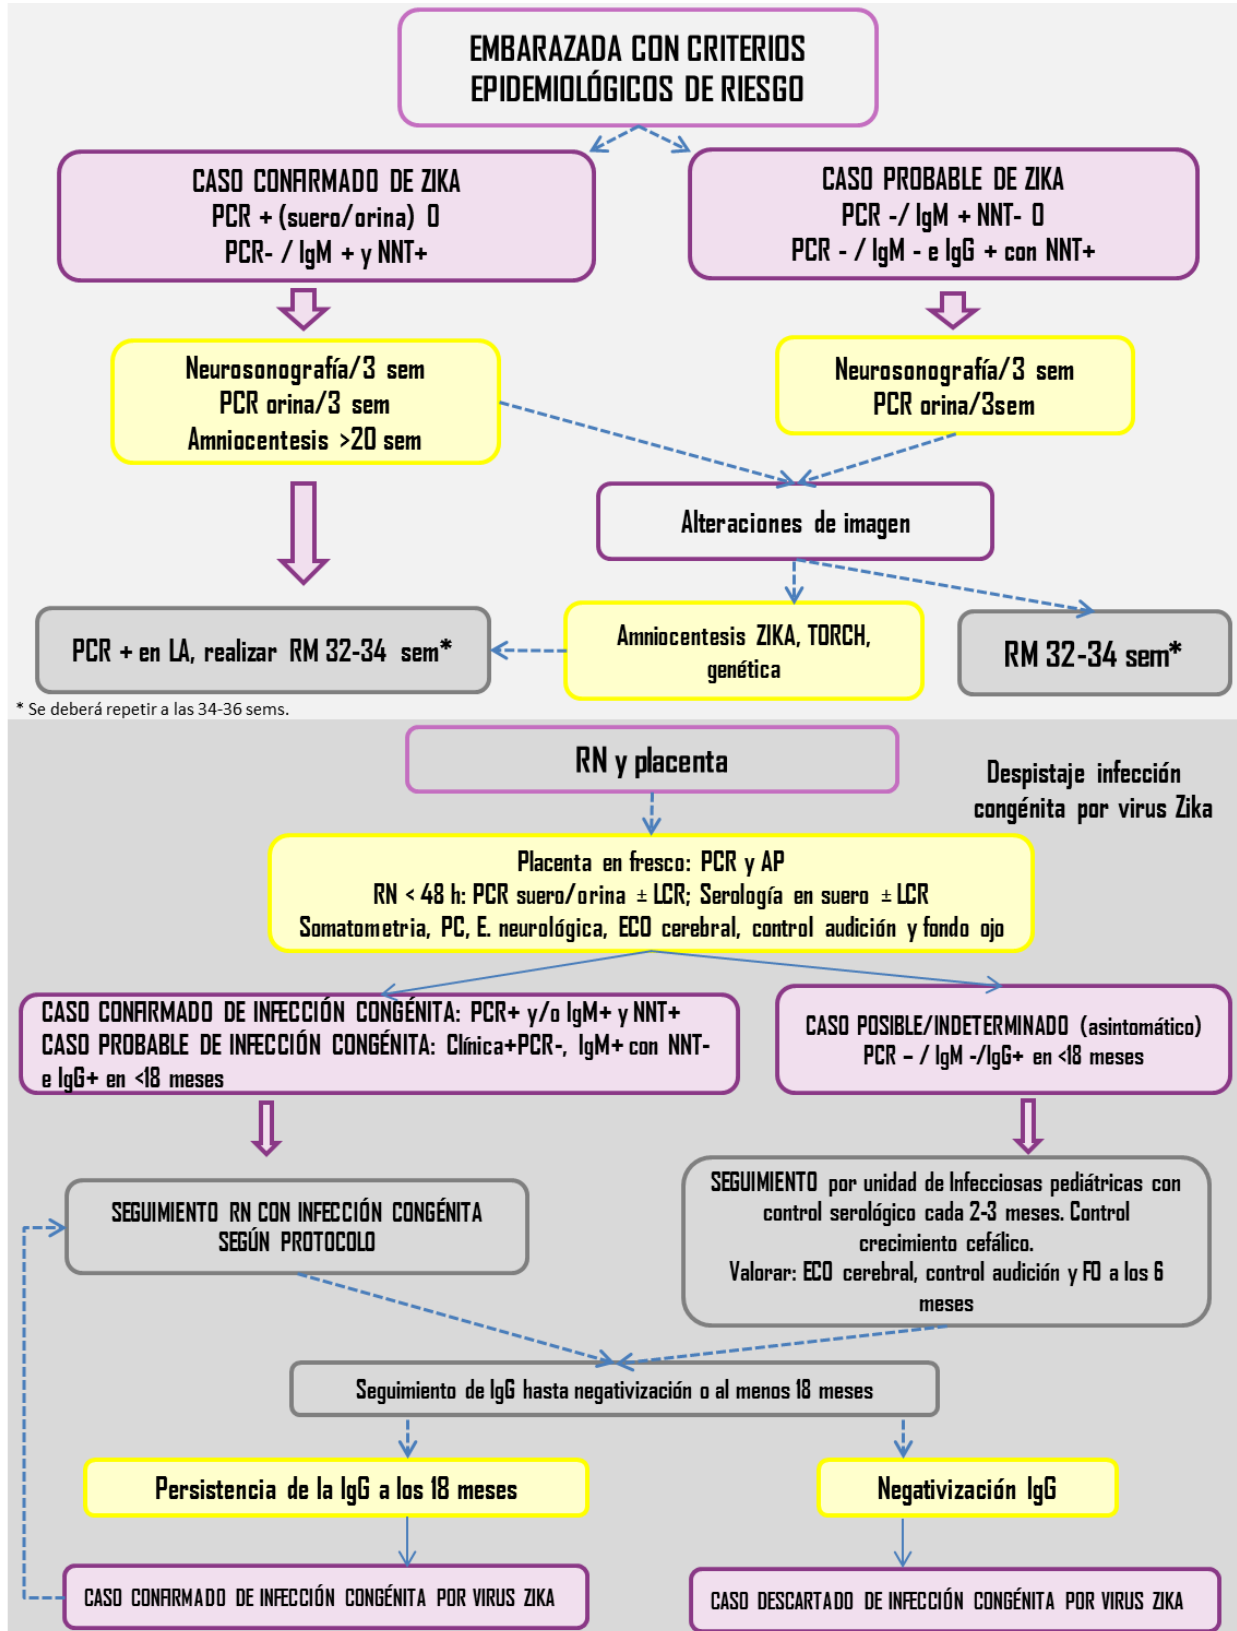 EMBARAZADA CON CRITERIOS
EPIDEMIOLÓGICOS DE RIESGO
CASO CONFIRMADO DE ZIKA
PCR + (suero/orina) O
PCR- / IgM + y NNT+
CASO PROBABLE DE ZIKA
PCR -/ IgM + NNT- O
PCR - / IgM - e IgG + con NNT+
Neurosonografía/3 sem
PCR orina/3 sem
Amniocentesis >20 sem
Neurosonografía/3 sem
PCR orina/3sem
Alteraciones de imagen
PCR + en LA, realizar RM 32-34 sem*
Amniocentesis ZIKA, TORCH,
genética
RM 32-34 sem*
* Se deberá repetir a las 34-36 sems.
RN y placenta
Despistaje infección
congénita por virus Zika
Placenta en fresco: PCR y AP
RN < 48 h: PCR suero/orina ± LCR; Serología en suero ± LCR
Somatometria, PC, E. neurológica, ECO cerebral, control audición y fondo ojo
CASO CONFIRMADO DE INFECCIÓN CONGÉNITA: PCR+ y/o IgM+ y NNT+
CASO PROBABLE DE INFECCIÓN CONGÉNITA: Clínica+PCR-, IgM+ con NNT-
e IgG+ en <18 meses
CASO POSIBLE/INDETERMINADO (asintomático)
PCR – / IgM -/IgG+ en <18 meses
SEGUIMIENTO RN CON INFECCIÓN CONGÉNITA
SEGÚN PROTOCOLO
SEGUIMIENTO por unidad de Infecciosas pediátricas con
control serológico cada 2-3 meses. Control
crecimiento cefálico.
Valorar: ECO cerebral, control audición y FO a los 6
meses
Seguimiento de IgG hasta negativización o al menos 18 meses
Persistencia de la IgG a los 18 meses
Negativización IgG
CASO CONFIRMADO DE INFECCIÓN CONGÉNITA POR VIRUS ZIKA
CASO DESCARTADO DE INFECCIÓN CONGÉNITA POR VIRUS ZIKA